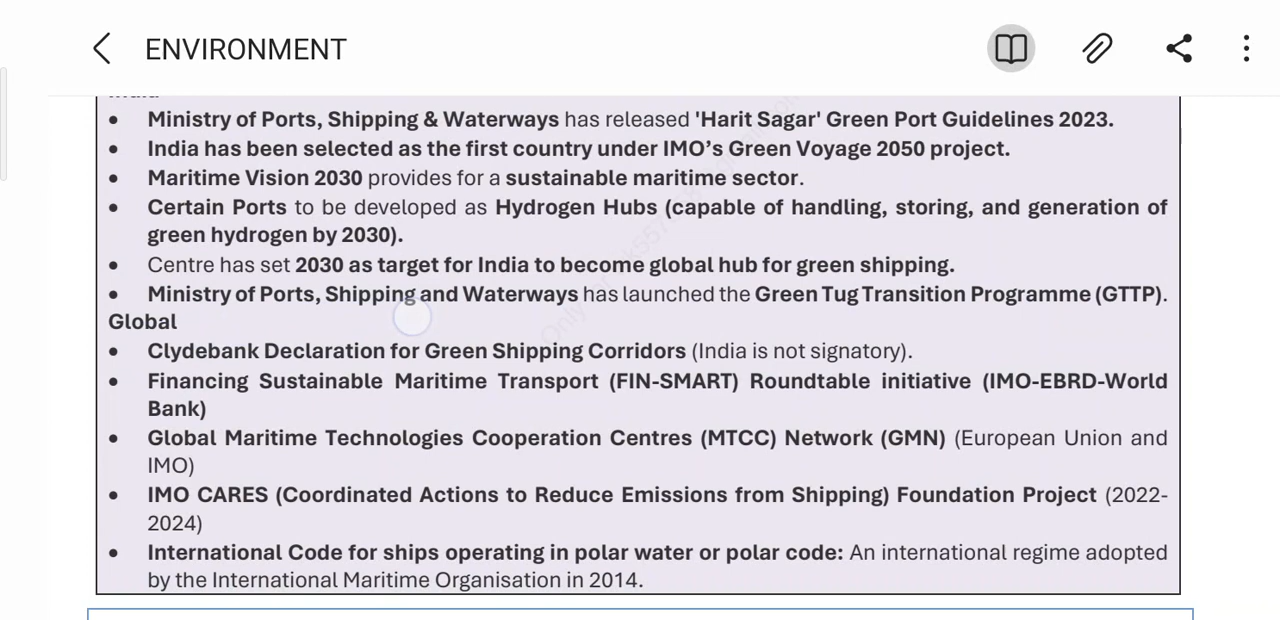 ENVIRONMENT
India
• Ministry of Ports, Shipping & Waterways has released 'Harit Sagar' Green Port Guidelines 2023.
• India has been selected as the first country under IMO’s Green Voyage 2050 project.
• Maritime Vision 2030 provides for a sustainable maritime sector.
• Certain Ports to be developed as Hydrogen Hubs (capable of handling, storing, and generation of
green hydrogen by 2030).
• Centre has set 2030 as target for India to become global hub for green shipping.
• Ministry of Ports, Shipping and Waterways has launched the Green Tug Transition Programme (GTTP).
Global
• Clydebank Declaration for Green Shipping Corridors (India is not signatory).
• Financing Sustainable Maritime Transport (FIN-SMART) Roundtable initiative (IMO-EBRD-World
Bank)
• Global Maritime Technologies Cooperation Centres (MTCC) Network (GMN) (European Union and
IMO)
• IMO CARES (Coordinated Actions to Reduce Emissions from Shipping) Foundation Project (2022-
2024)
• International Code for ships operating in polar water or polar code: An international regime adopted
by the International Maritime Organisation in 2014.